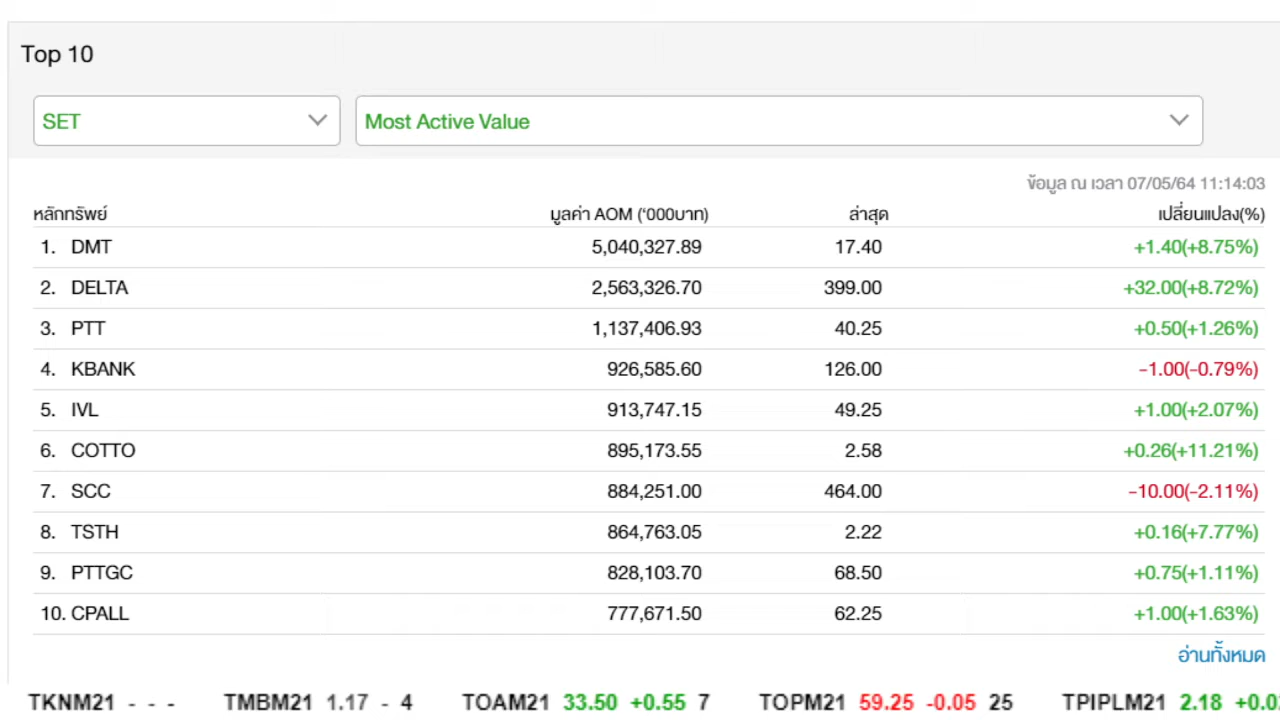 Top 10
SET Most Active Value
ข้อมูล ณ เวลา 07/05/64 11:14:03
หลักทรัพย์ มูลค่า AOM ('000บาท) ล่าสุด เปลี่ยนแปลง(%)
1. DMT 5,040,327.89 17.40 +1.40(+8.75%)
2. DELTA 2,563,326.70 399.00 +32.00(+8.72%)
3. PTT 1,137,406.93 40.25 +0.50(+1.26%)
4. KBANK 926,585.60 126.00 -1.00(-0.79%)
5. IVL 913,747.15 49.25 +1.00(+2.07%)
6. COTTO 895,173.55 2.58 +0.26(+11.21%)
7. SCC 884,251.00 464.00 -10.00(-2.11%)
8. TSTH 864,763.05 2.22 +0.16(+7.77%)
9. PTTGC 828,103.70 68.50 +0.75(+1.11%)
10. CPALL 777,671.50 62.25 +1.00(+1.63%)
อ่านทั้งหมด
TKNM21 - - - TMBM21 1.17 - 4 TOAM21 33.50 +0.55 7 TOPM21 59.25 -0.05 25 TPIPLM21 2.18